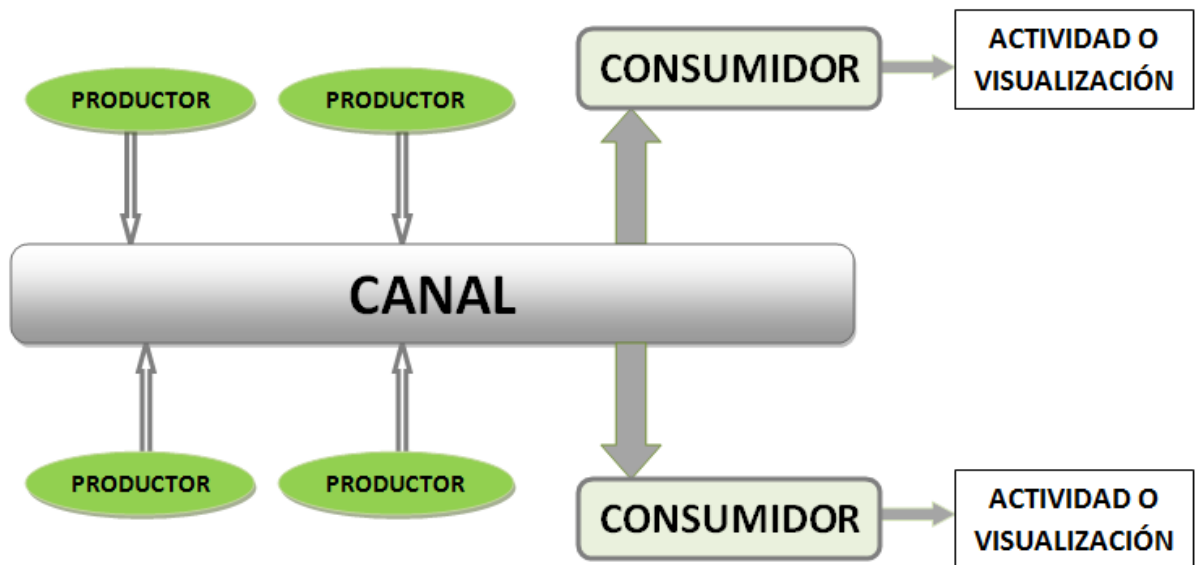 PRODUCTOR
PRODUCTOR
CONSUMIDOR
ACTIVIDAD O
VISUALIZACIÓN
CANAL
PRODUCTOR
PRODUCTOR
CONSUMIDOR
ACTIVIDAD O
VISUALIZACIÓN